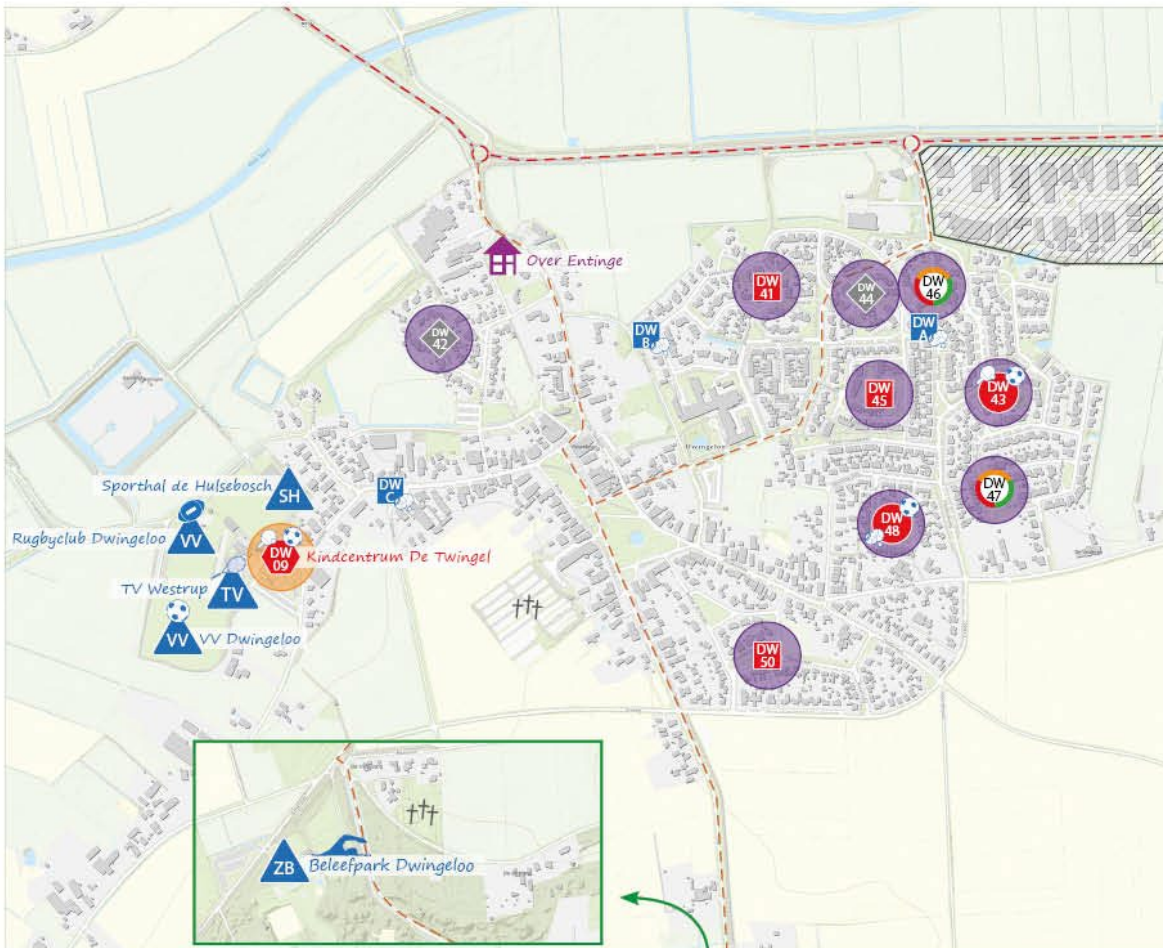 Over Entinge
DW
41
DW
44
DW
46
DW
42
DW
B
DW
A
DW
45
DW
43
Sporthal de Hulsebosch
SH
DW
C
DW
47
Rugbyclub Dwingeloo
VV
DW
48
DW
09
Kindcentrum De Twingel
TV Westrup
TV
VV
VV Dwingeloo
DW
50
Dwingeloo
ZB
Beleefpark Dwingeloo